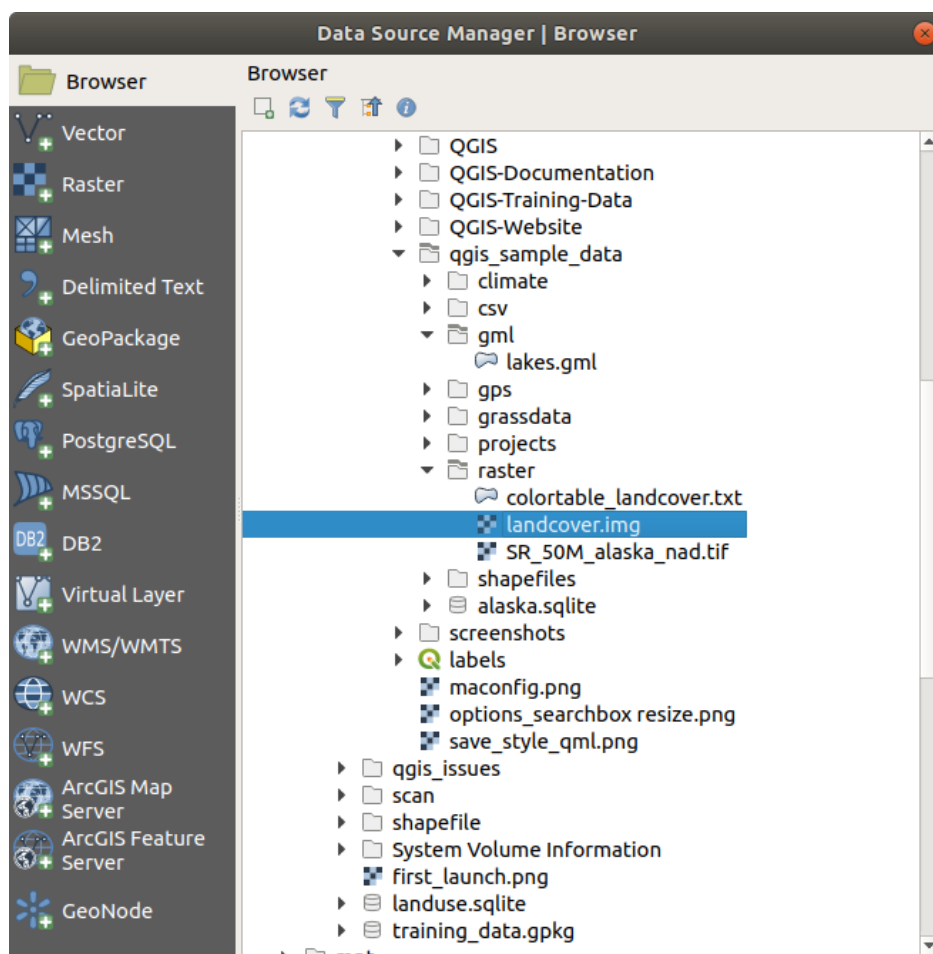 Data Source Manager | Browser
Browser
Vector
Raster
Mesh
Delimited Text
GeoPackage
SpatiaLite
PostgreSQL
MSSQL
DB2
DB2
Virtual Layer
WMS/WMTS
WCS
WFS
ArcGIS Map
Server
ArcGIS Feature
Server
GeoNode
Browser
QGIS
QGIS-Documentation
QGIS-Training-Data
QGIS-Website
qgis_sample_data
climate
csv
gml
lakes.gml
gps
grassdata
projects
raster
colortable_landcover.txt
landcover.img
SR_50M_alaska_nad.tif
shapefiles
alaska.sqlite
screenshots
labels
maconfig.png
options_searchbox resize.png
save_style_qml.png
qgis_issues
scan
shapefile
System Volume Information
first_launch.png
landuse.sqlite
training_data.gpkg